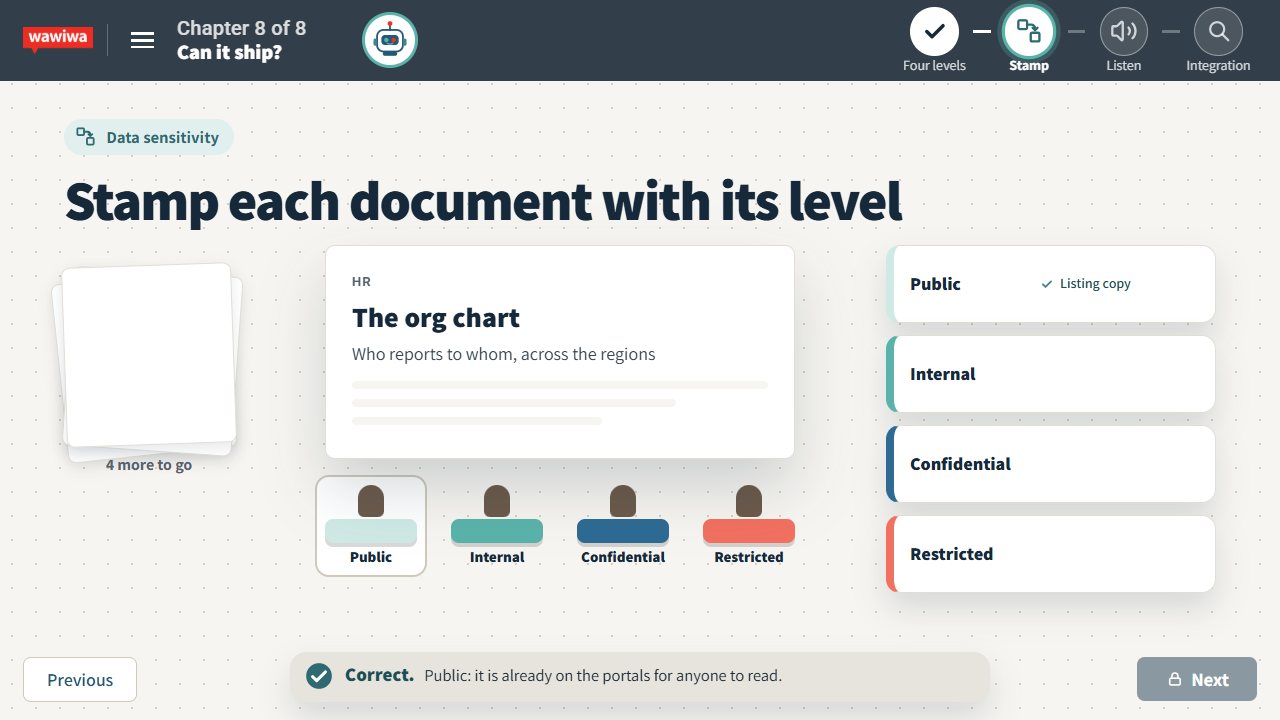 wawiwa
Chapter 8 of 8
Can it ship?
Four levels
Stamp
Listen
Integration
Data sensitivity
Stamp each document with its level
4 more to go
HR
The org chart
Who reports to whom, across the regions
Public
Internal
Confidential
Restricted
Public
Listing copy
Internal
Confidential
Restricted
Previous
Correct. Public: it is already on the portals for anyone to read.
Next